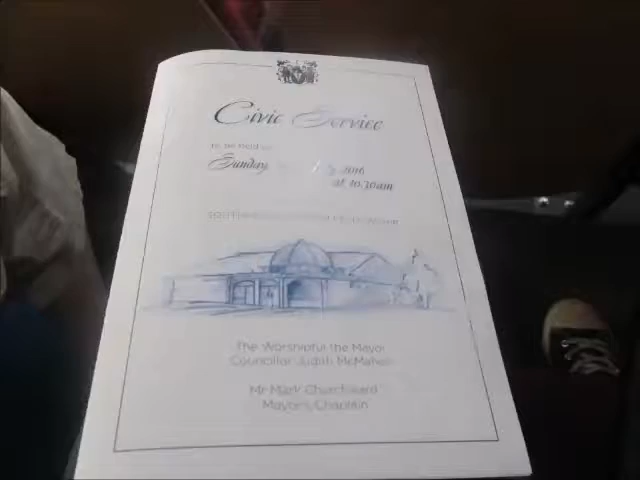 Civic Service
to be held on
Sunday 2016
at 10.30am
The Worshipful the Mayor
Councillor Judith McMahon
Mr Mark Churchward
Mayor's Chaplain